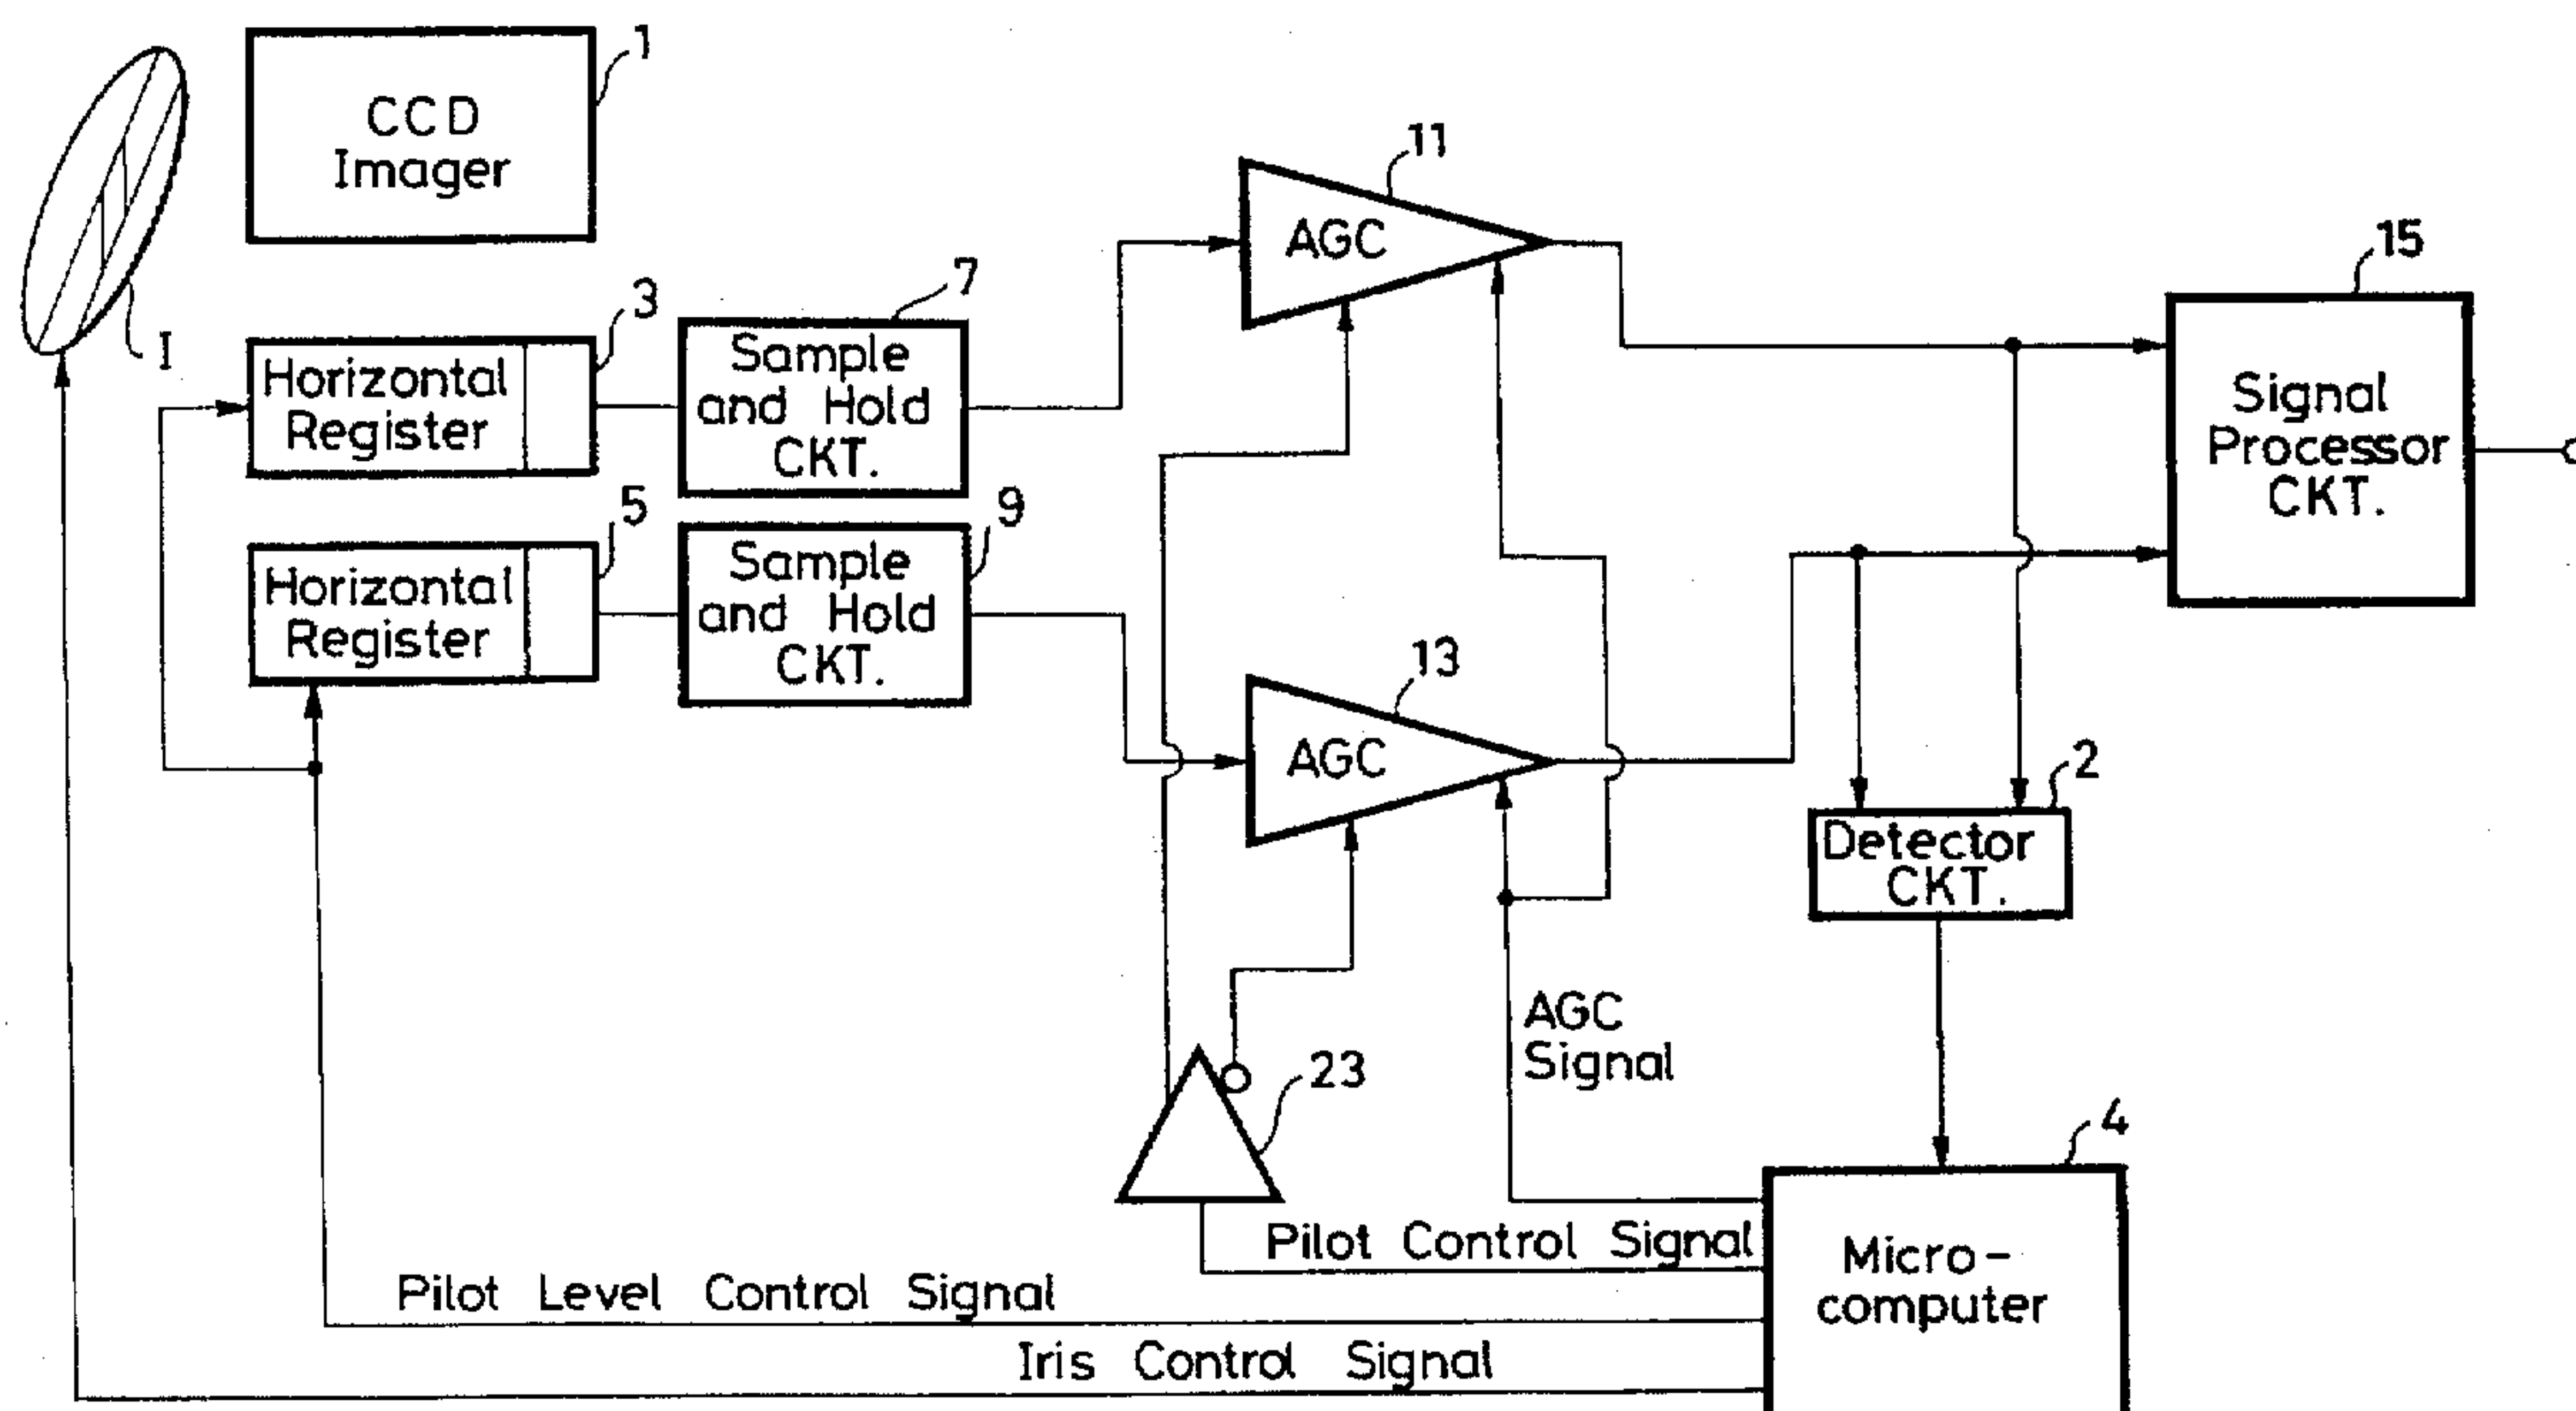 1
CCD
Imager
11
AGC
15
I
3
Horizontal
Register
7
Sample
and Hold
CKT.
Signal
Processor
CKT.
5
Horizontal
Register
9
Sample
and Hold
CKT.
13
AGC
2
Detector
CKT.
AGC
Signal
23
4
Pilot Control Signal
Micro-
computer
Pilot Level Control Signal
Iris Control Signal